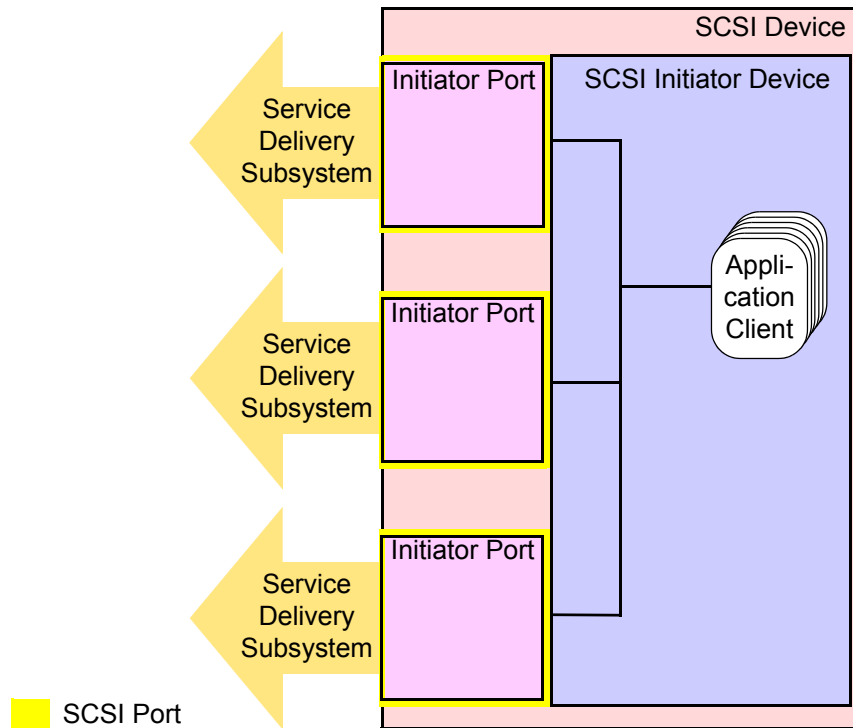 SCSI Device
Initiator Port
SCSI Initiator Device
Service
Delivery
Subsystem
Appli-
cation
Client
Initiator Port
Service
Delivery
Subsystem
Initiator Port
Service
Delivery
Subsystem
SCSI Port